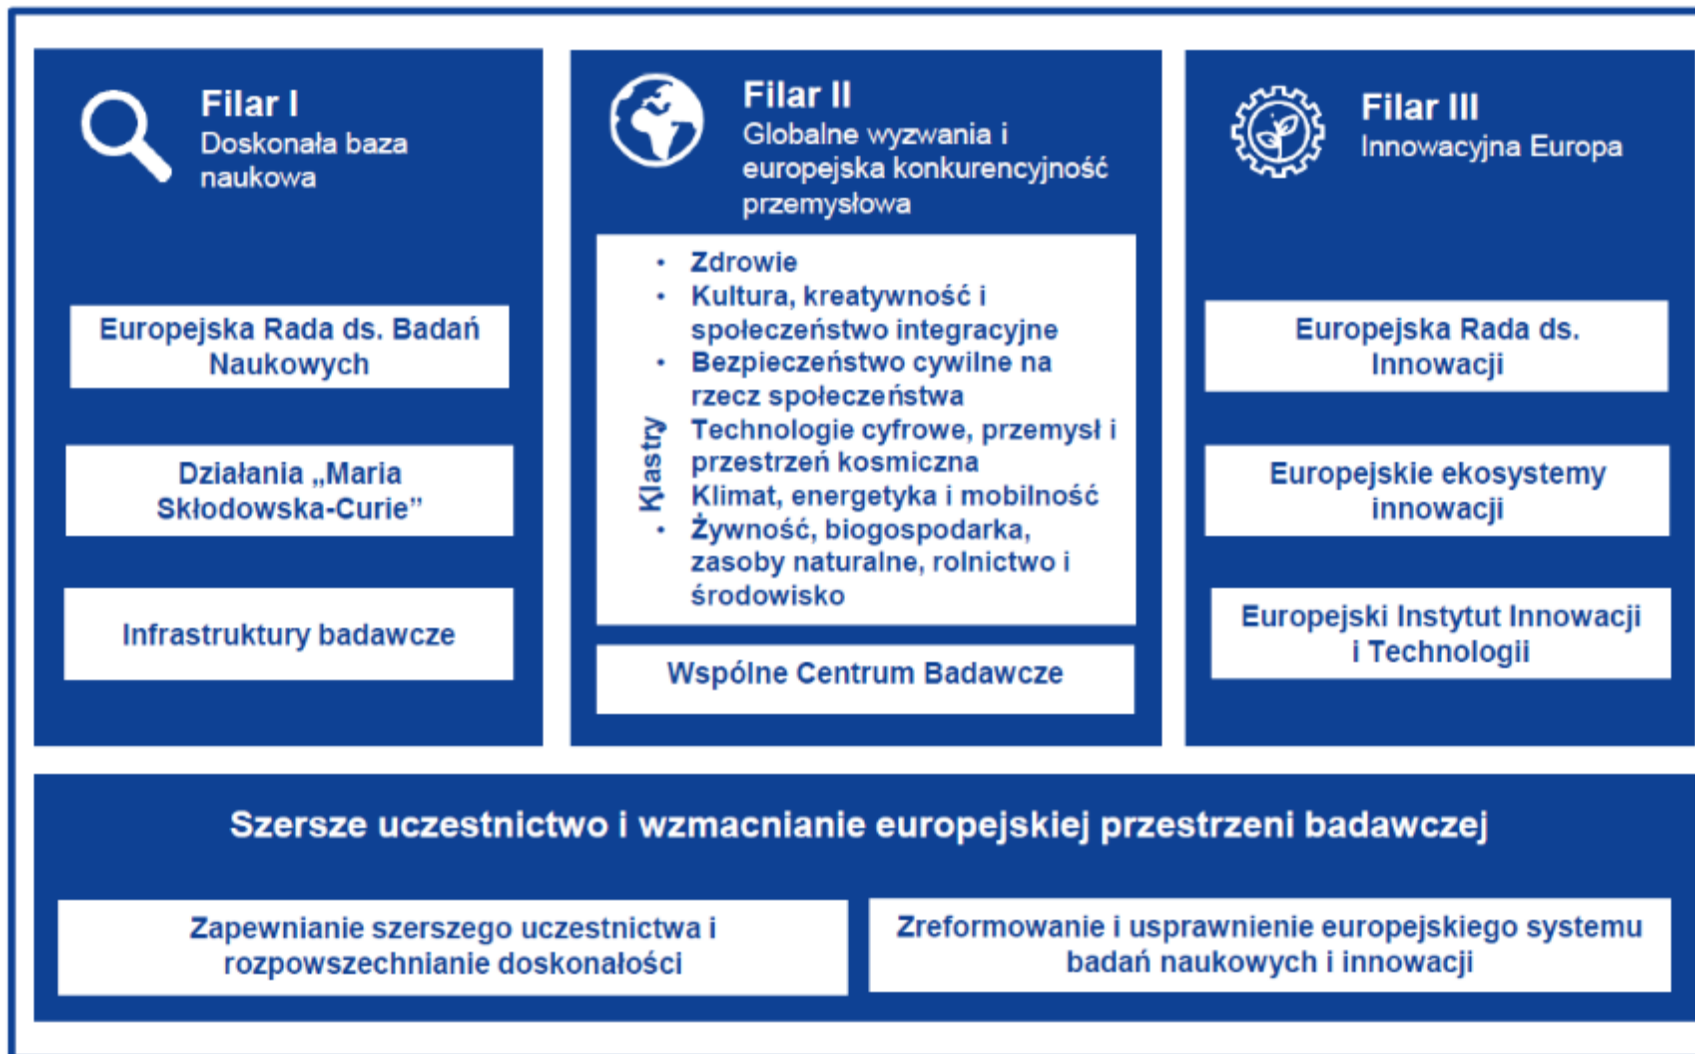 Filar I
Doskonała baza
naukowa
Europejska Rada ds. Badań
Naukowych
Działania „Maria
Skłodowska-Curie”
Infrastruktury badawcze
Filar II
Globalne wyzwania i
europejska konkurencyjność
przemysłowa
Klastry
• Zdrowie
• Kultura, kreatywność i
społeczeństwo integracyjne
• Bezpieczeństwo cywilne na
rzecz społeczeństwa
• Technologie cyfrowe, przemysł i
przestrzeń kosmiczna
• Klimat, energetyka i mobilność
• Żywność, biogospodarka,
zasoby naturalne, rolnictwo i
środowisko
Wspólne Centrum Badawcze
Filar III
Innowacyjna Europa
Europejska Rada ds.
Innowacji
Europejskie ekosystemy
innowacji
Europejski Instytut Innowacji
i Technologii
Szersze uczestnictwo i wzmacnianie europejskiej przestrzeni badawczej
Zapewnianie szerszego uczestnictwa i
rozpowszechnianie doskonałości
Zreformowanie i usprawnienie europejskiego systemu
badań naukowych i innowacji